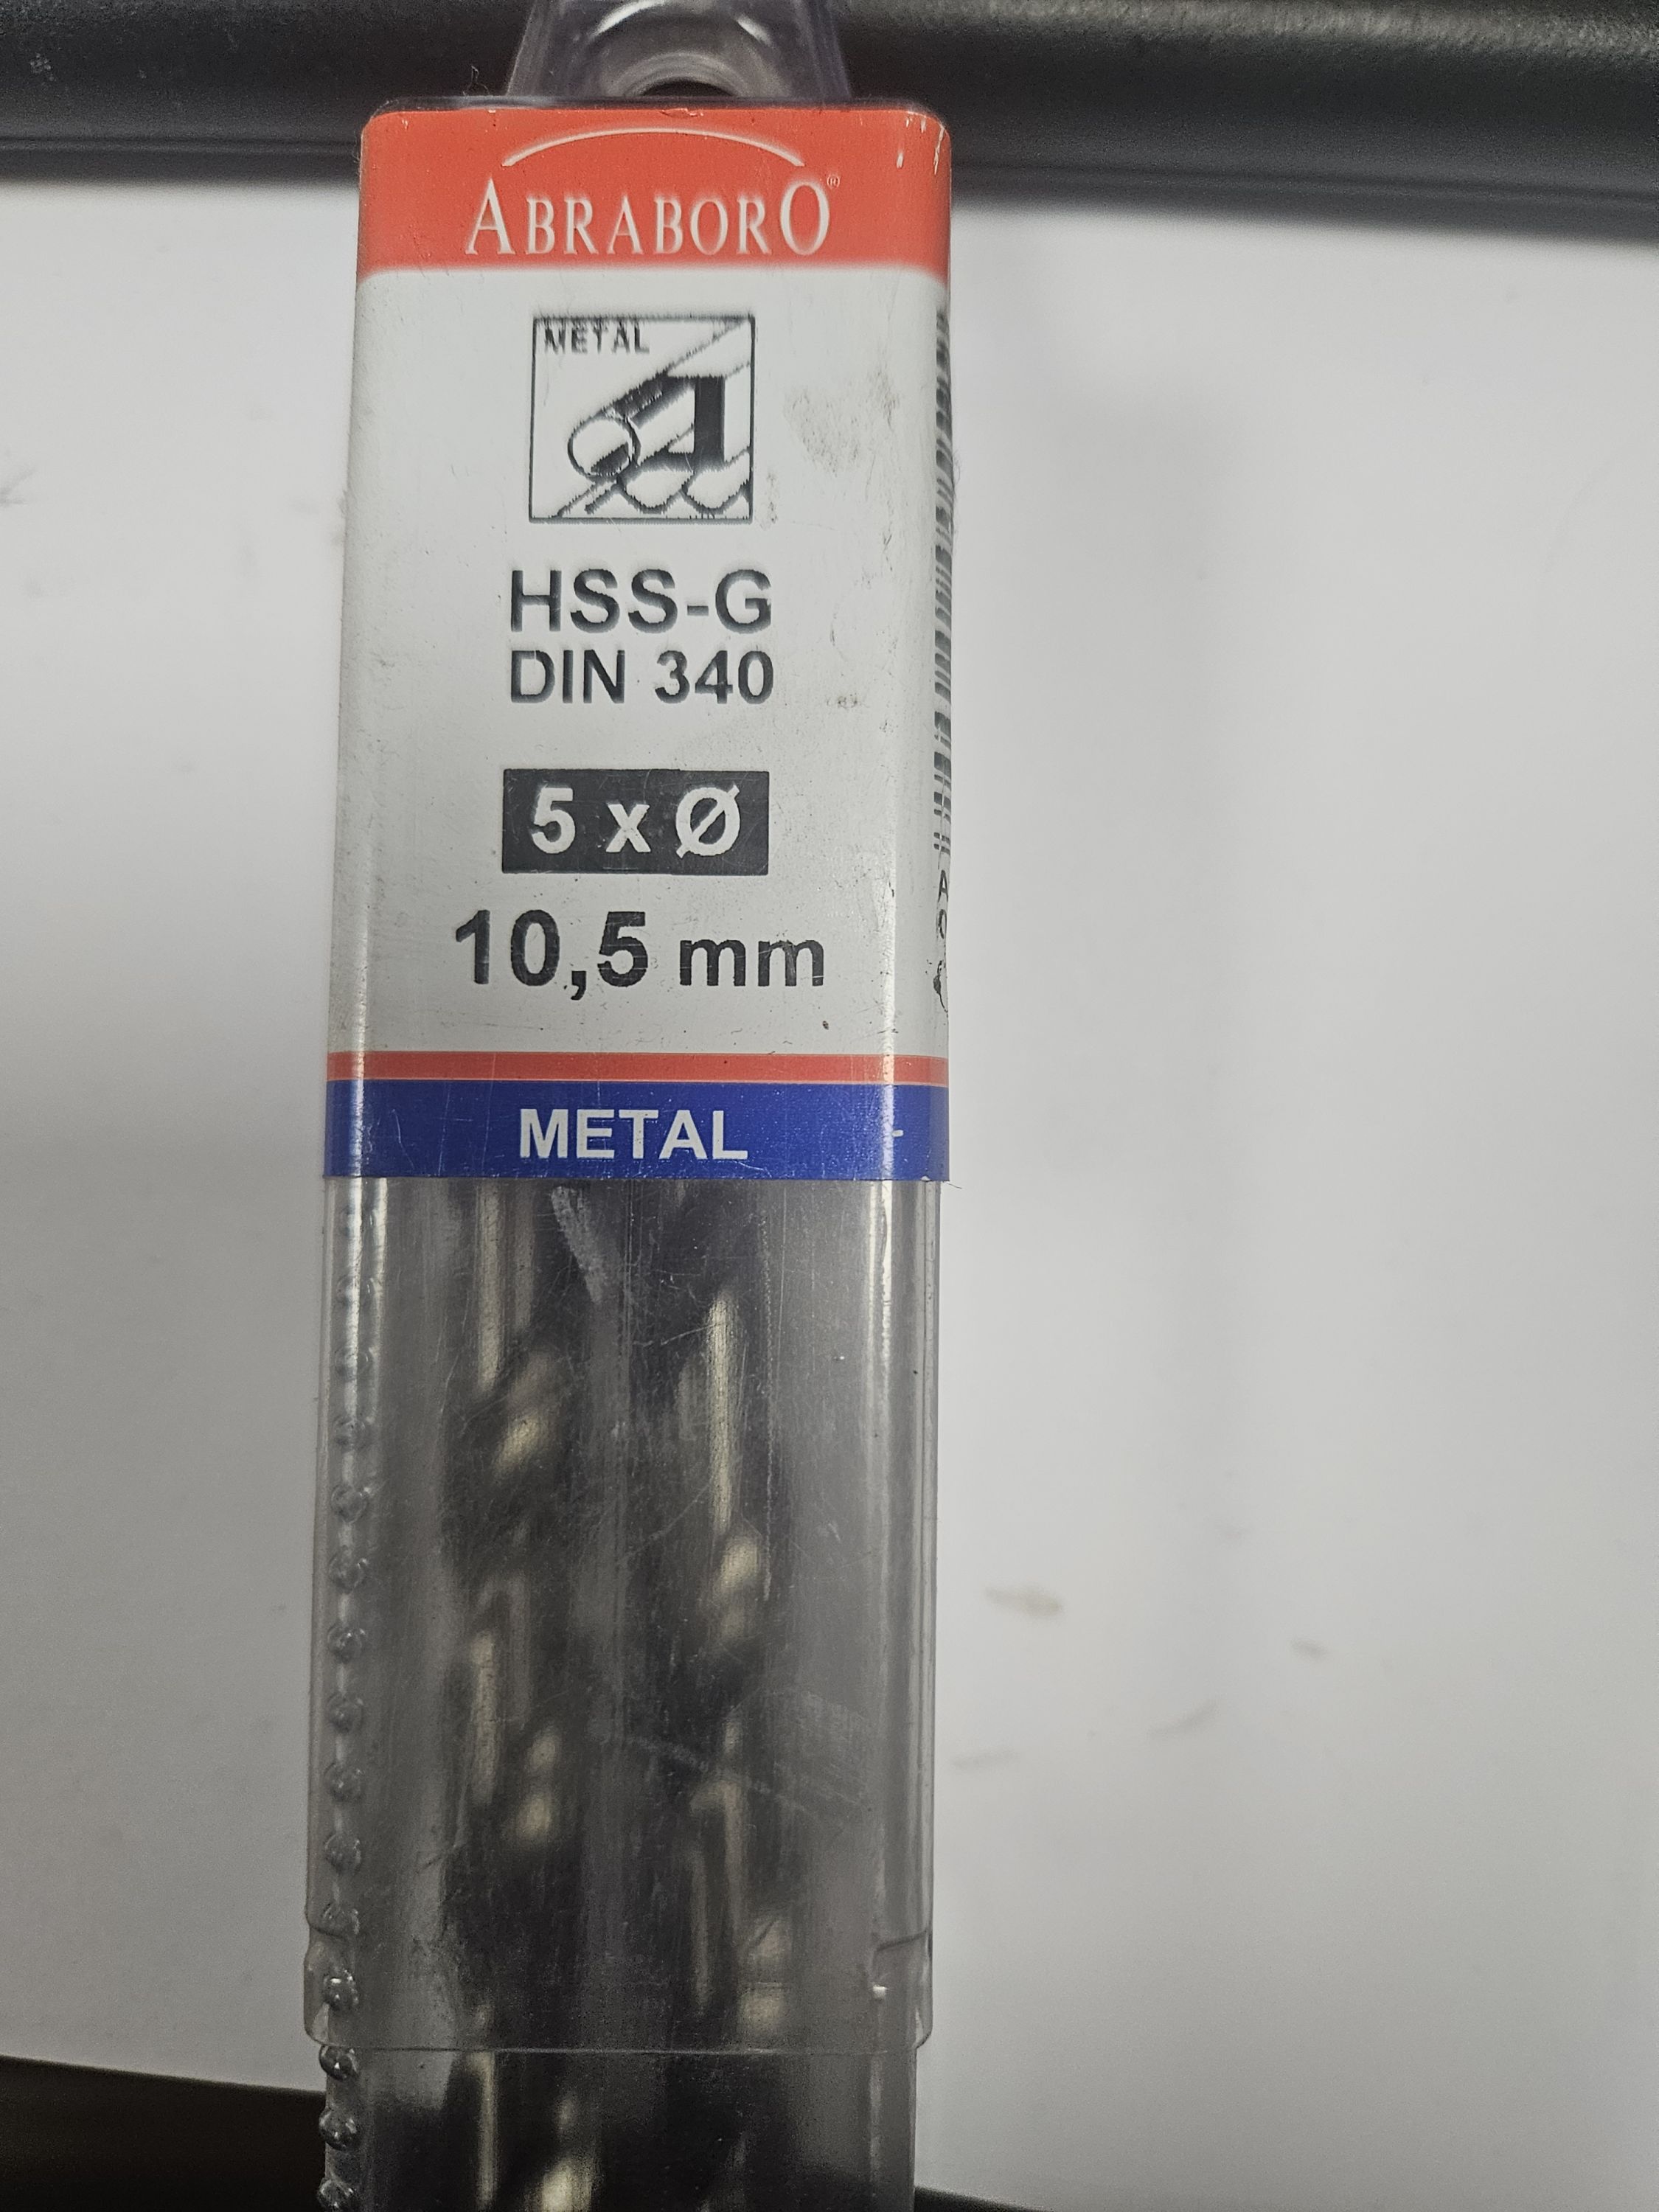 ABRABORO®
METAL
HSS-G
DIN 340
5 x Ø
10,5 mm
METAL